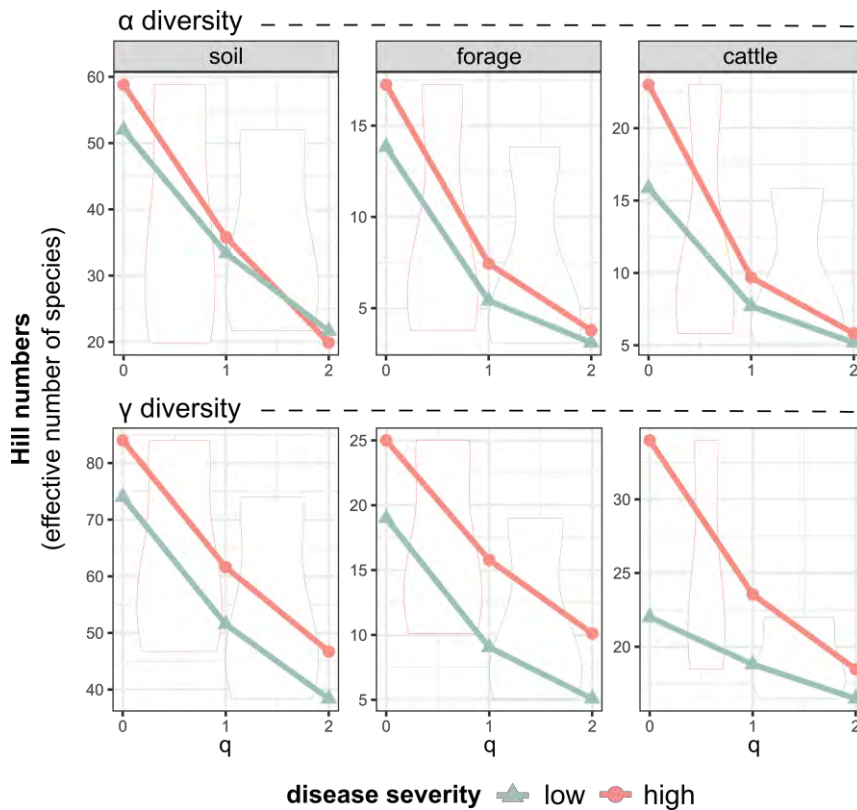 α diversity
soil forage cattle
60
50
40
30
20
15
10
5
20
15
10
5
0 1 2 0 1 2 0 1 2
Hill numbers
(effective number of species)
γ diversity
80
70
60
50
40
25
20
15
10
5
30
25
20
0 1 2 0 1 2 0 1 2
q q q
disease severity low high